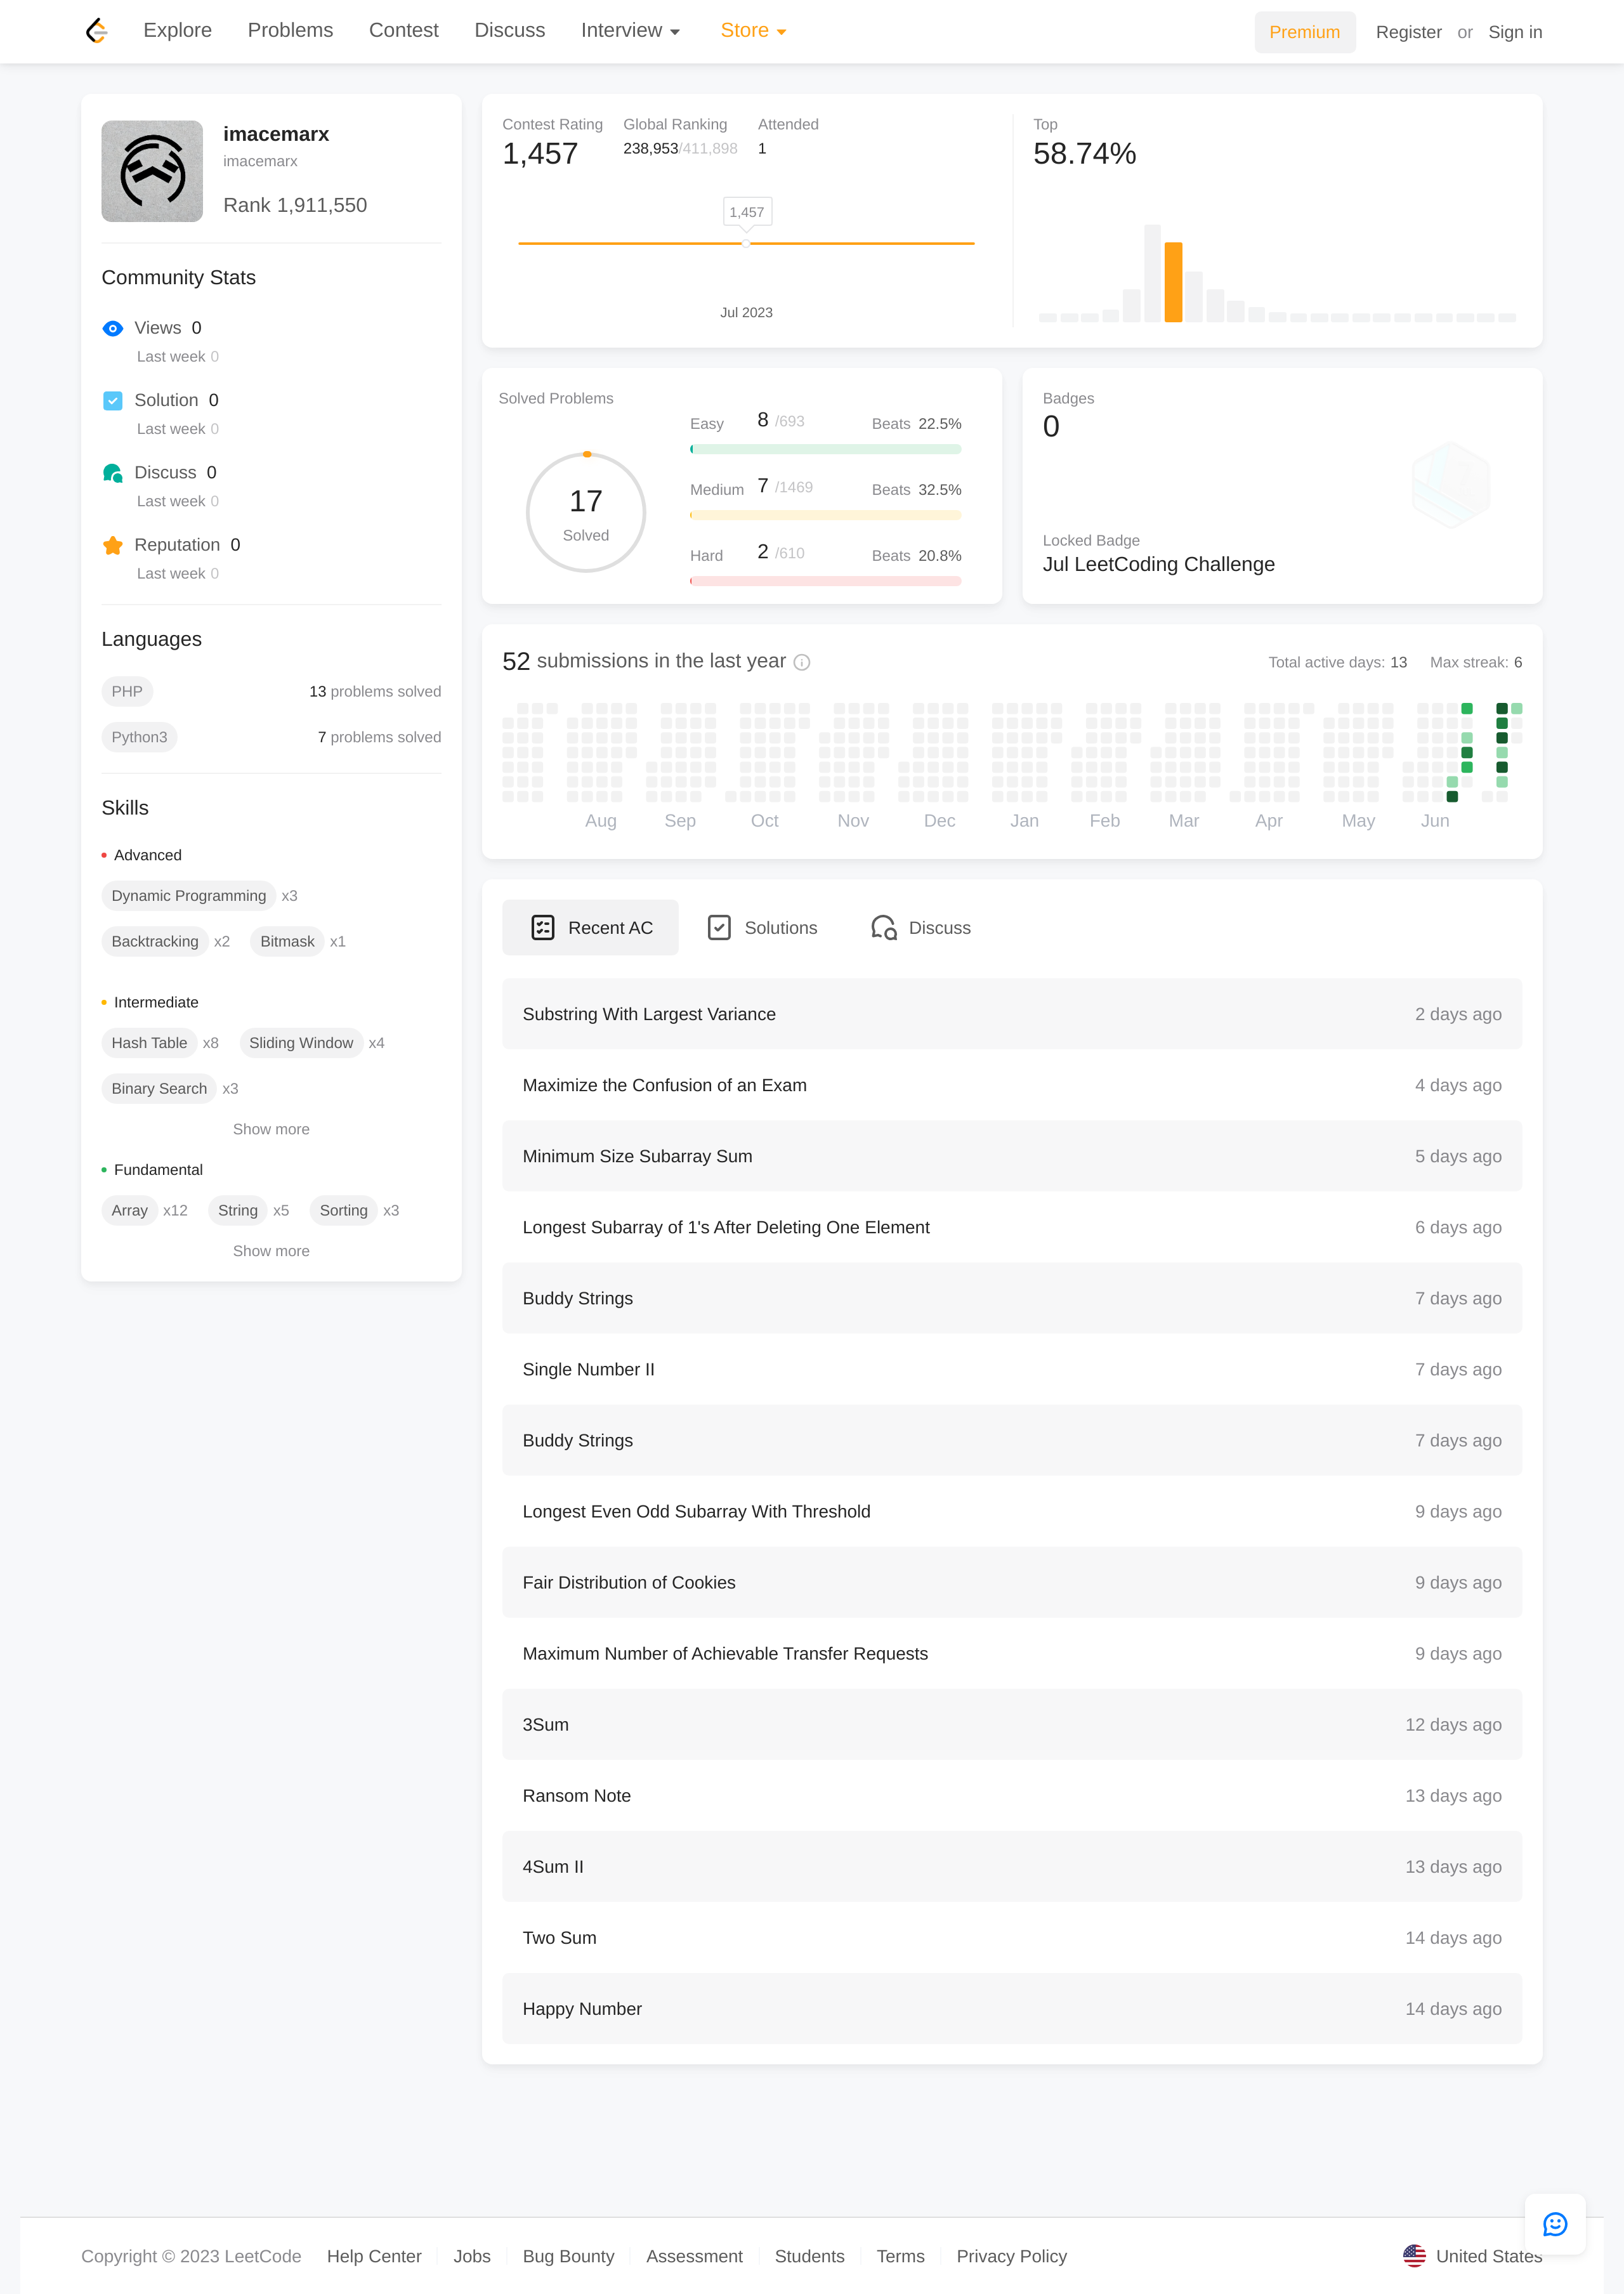 Explore Problems Contest Discuss Interview Store Premium Register or Sign in
imacemarx
imacemarx
Rank 1,911,550
Community Stats
Views 0
Last week 0
Solution 0
Last week 0
Discuss 0
Last week 0
Reputation 0
Last week 0
Languages
PHP 13 problems solved
Python3 7 problems solved
Skills
Advanced
Dynamic Programming x3
Backtracking x2 Bitmask x1
Intermediate
Hash Table x8 Sliding Window x4
Binary Search x3
Show more
Fundamental
Array x12 String x5 Sorting x3
Show more
Contest Rating Global Ranking Attended
1,457 238,953/411,898 1
1,457
Jul 2023
Top
58.74%
Solved Problems
17
Solved
Easy 8 /693 Beats 22.5%
Medium 7 /1469 Beats 32.5%
Hard 2 /610 Beats 20.8%
Badges
0
Locked Badge
Jul LeetCoding Challenge
52 submissions in the last year Total active days: 13 Max streak: 6
Aug Sep Oct Nov Dec Jan Feb Mar Apr May Jun
Recent AC Solutions Discuss
Substring With Largest Variance 2 days ago
Maximize the Confusion of an Exam 4 days ago
Minimum Size Subarray Sum 5 days ago
Longest Subarray of 1's After Deleting One Element 6 days ago
Buddy Strings 7 days ago
Single Number II 7 days ago
Buddy Strings 7 days ago
Longest Even Odd Subarray With Threshold 9 days ago
Fair Distribution of Cookies 9 days ago
Maximum Number of Achievable Transfer Requests 9 days ago
3Sum 12 days ago
Ransom Note 13 days ago
4Sum II 13 days ago
Two Sum 14 days ago
Happy Number 14 days ago
Copyright © 2023 LeetCode Help Center Jobs Bug Bounty Assessment Students Terms Privacy Policy United States